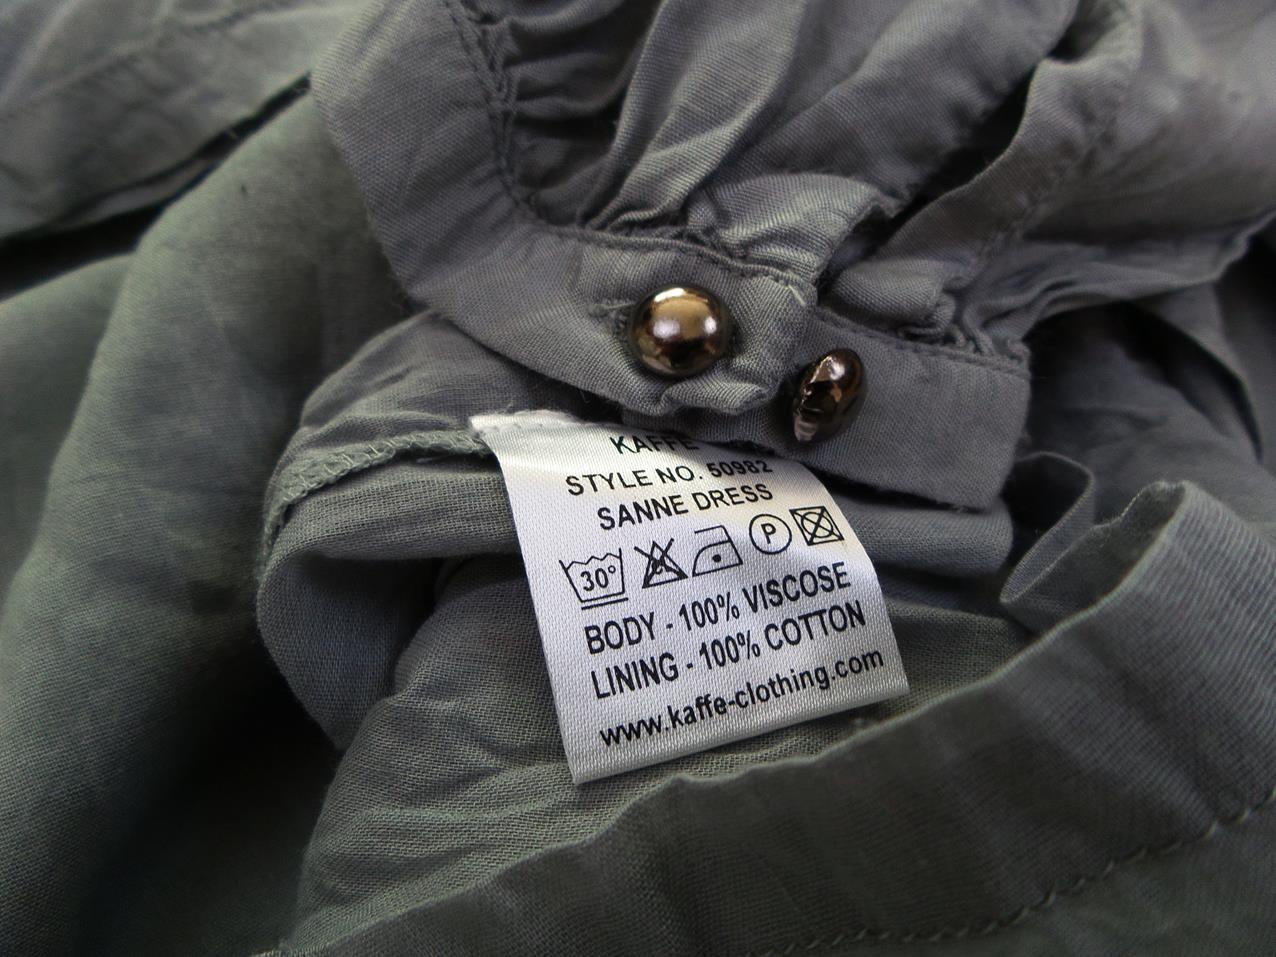 KAFFE
STYLE NO. 50982
SANNE DRESS
30° P
BODY - 100% VISCOSE
LINING - 100% COTTON
www.kaffe-clothing.com